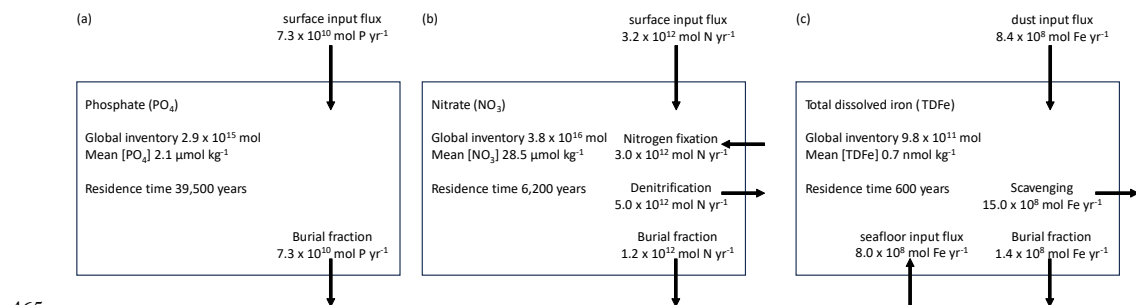 (a)
surface input flux
7.3 x 10¹⁰ mol P yr⁻¹
Phosphate (PO₄)
Global inventory 2.9 x 10¹⁵ mol
Mean [PO₄] 2.1 µmol kg⁻¹
Residence time 39,500 years
Burial fraction
7.3 x 10¹⁰ mol P yr⁻¹
(b)
surface input flux
3.2 x 10¹² mol N yr⁻¹
Nitrate (NO₃)
Global inventory 3.8 x 10¹⁶ mol
Mean [NO₃] 28.5 µmol kg⁻¹
Nitrogen fixation
3.0 x 10¹² mol N yr⁻¹
Residence time 6,200 years
Denitrification
5.0 x 10¹² mol N yr⁻¹
Burial fraction
1.2 x 10¹² mol N yr⁻¹
(c)
dust input flux
8.4 x 10⁸ mol Fe yr⁻¹
Total dissolved iron (TDFe)
Global inventory 9.8 x 10¹¹ mol
Mean [TDFe] 0.7 nmol kg⁻¹
Residence time 600 years
Scavenging
15.0 x 10⁸ mol Fe yr⁻¹
seafloor input flux
8.0 x 10⁸ mol Fe yr⁻¹
Burial fraction
1.4 x 10⁸ mol Fe yr⁻¹